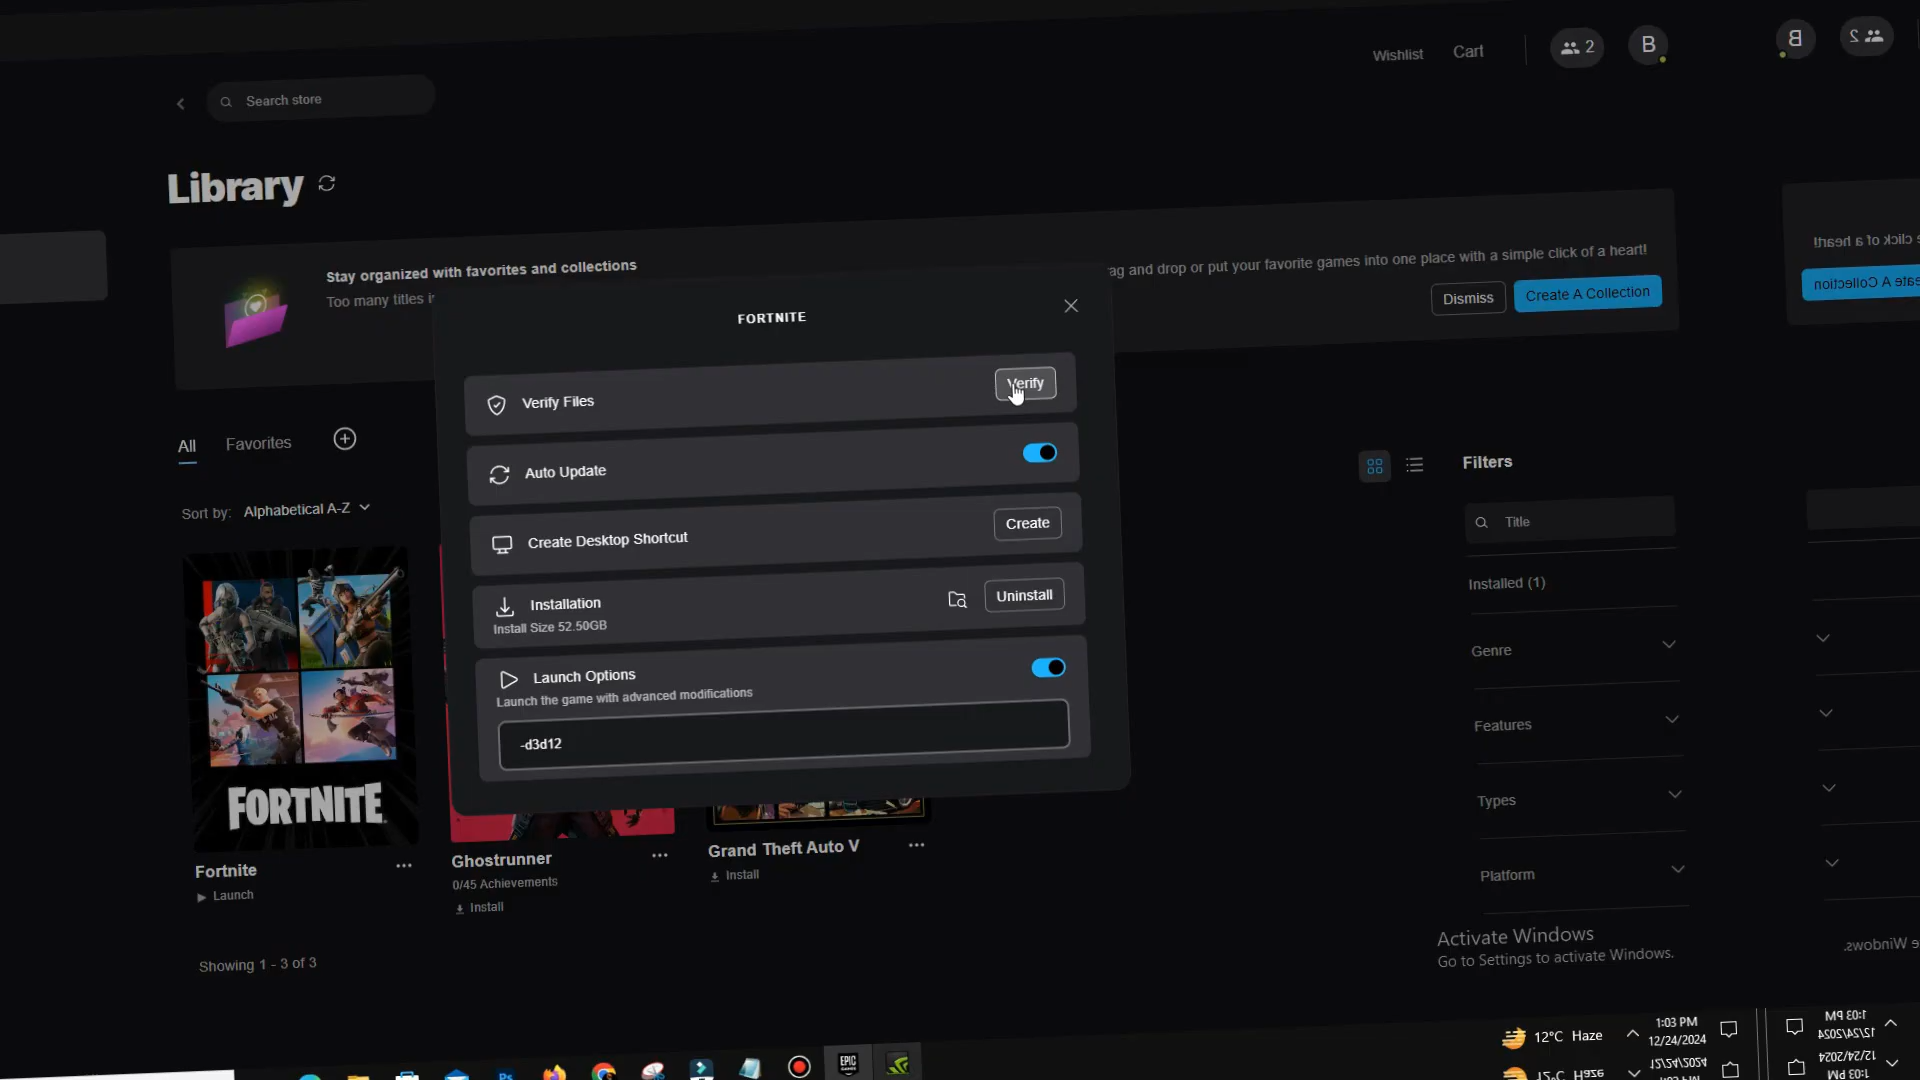 Wishlist
Cart
2
B
B
2
Search store
Library
Stay organized with favorites and collections
Too many titles
ag and drop or put your favorite games into one place with a simple click of a heart!
Dismiss
Create A Collection
FORTNITE
Verify Files
Verify
Auto Update
Create Desktop Shortcut
Create
Installation
Install Size 52.50GB
Uninstall
Launch Options
Launch the game with advanced modifications
-d3d12
All
Favorites
Sort by: Alphabetical A-Z
Filters
Title
Installed (1)
Genre
Features
Types
Platform
FORTNITE
Fortnite
Launch
Ghostrunner
0/45 Achievements
Install
Grand Theft Auto V
Install
Showing 1 - 3 of 3
Activate Windows
Go to Settings to activate Windows.
12°C Haze
1:03 PM
12/24/2024
EPIC
GAMES
Ps